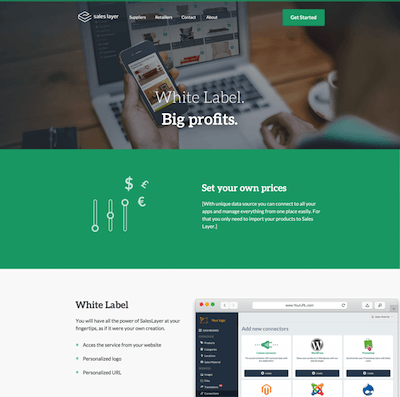 sales layer
Suppliers Retailers Contact About
Get Started
White Label.
Big profits.
$ €
€
Set your own prices
[With unique data source you can connect to all your
apps and manage everything from one place easily. For
that you only need to import your products to Sales
Layer.]
White Label
You will have all the power of SalesLayer at your
fingertips, as if it were your own creation.
Acces the service from your website
Personalized logo
Personalized URL
www.YourURL.com
Your logo
Add new connectors
DASHBOARD
Products
Categories
WordPress